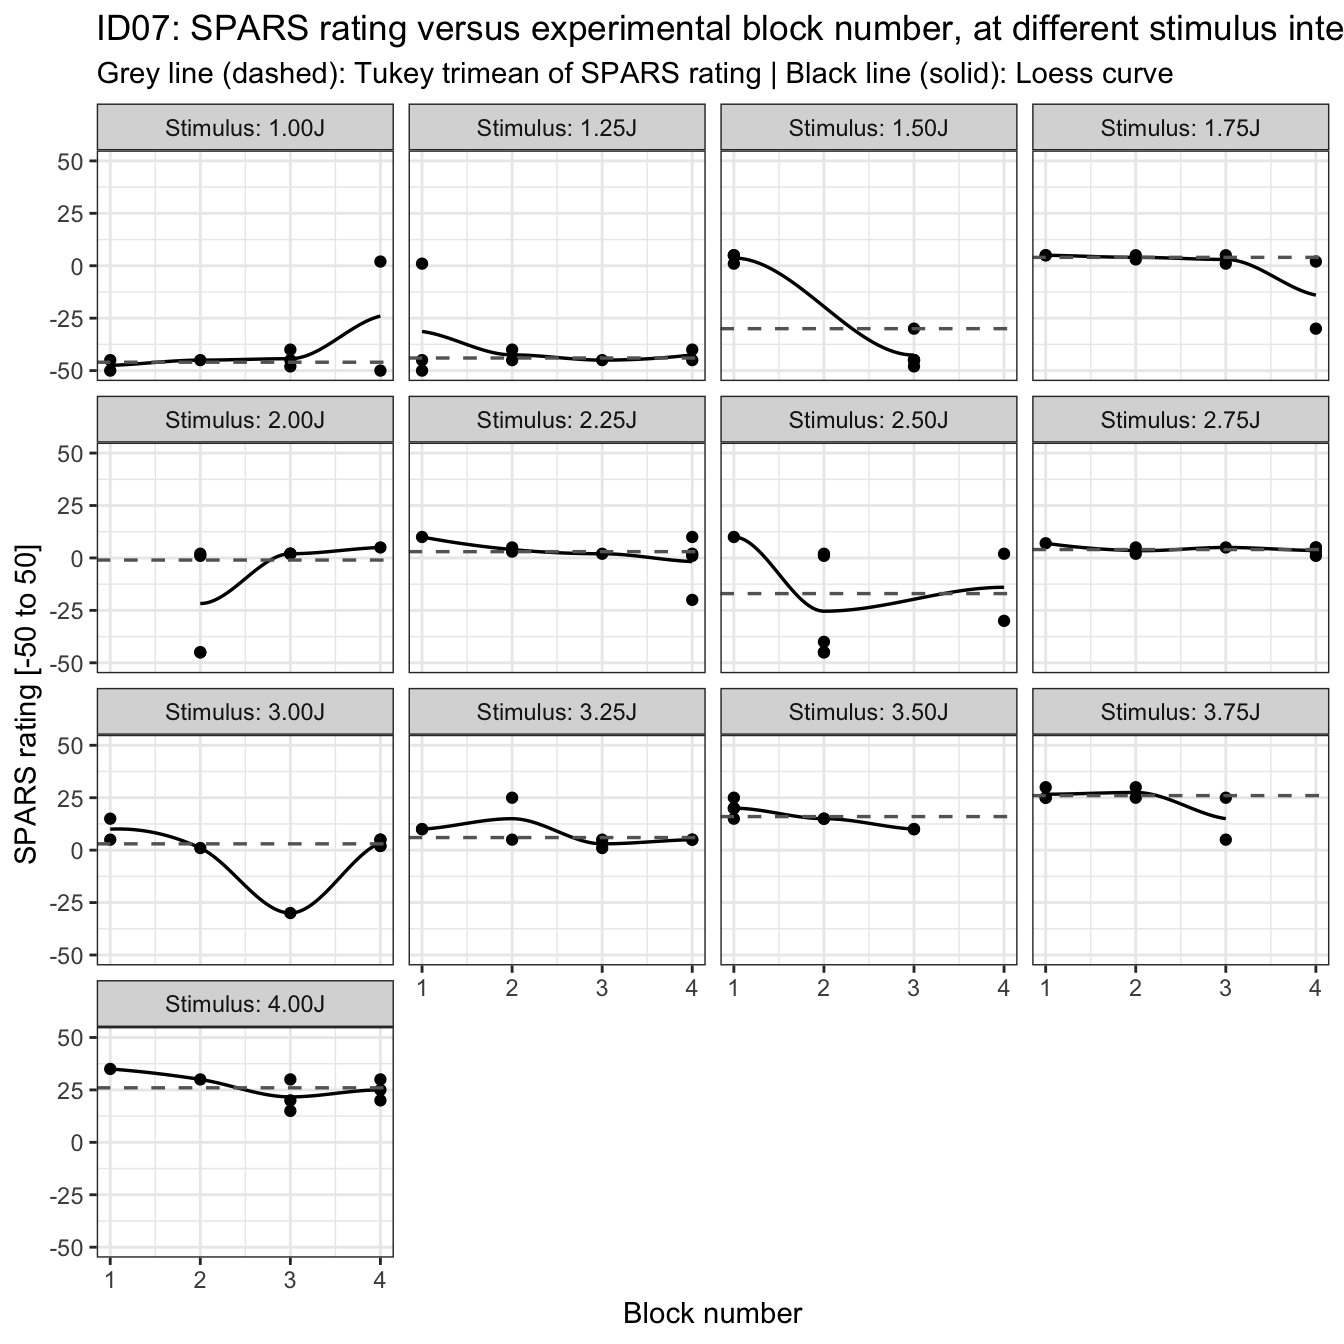 ID07: SPARS rating versus experimental block number, at different stimulus inte
Grey line (dashed): Tukey trimean of SPARS rating | Black line (solid): Loess curve
Stimulus: 1.00J Stimulus: 1.25J Stimulus: 1.50J Stimulus: 1.75J
50
25
0
-25
-50
Stimulus: 2.00J Stimulus: 2.25J Stimulus: 2.50J Stimulus: 2.75J
50
25
0
-25
-50
SPARS rating [-50 to 50]
Stimulus: 3.00J Stimulus: 3.25J Stimulus: 3.50J Stimulus: 3.75J
50
25
0
-25
-50
1 2 3 4 1 2 3 4 1 2 3 4
Stimulus: 4.00J
50
25
0
-25
-50
1 2 3 4
Block number